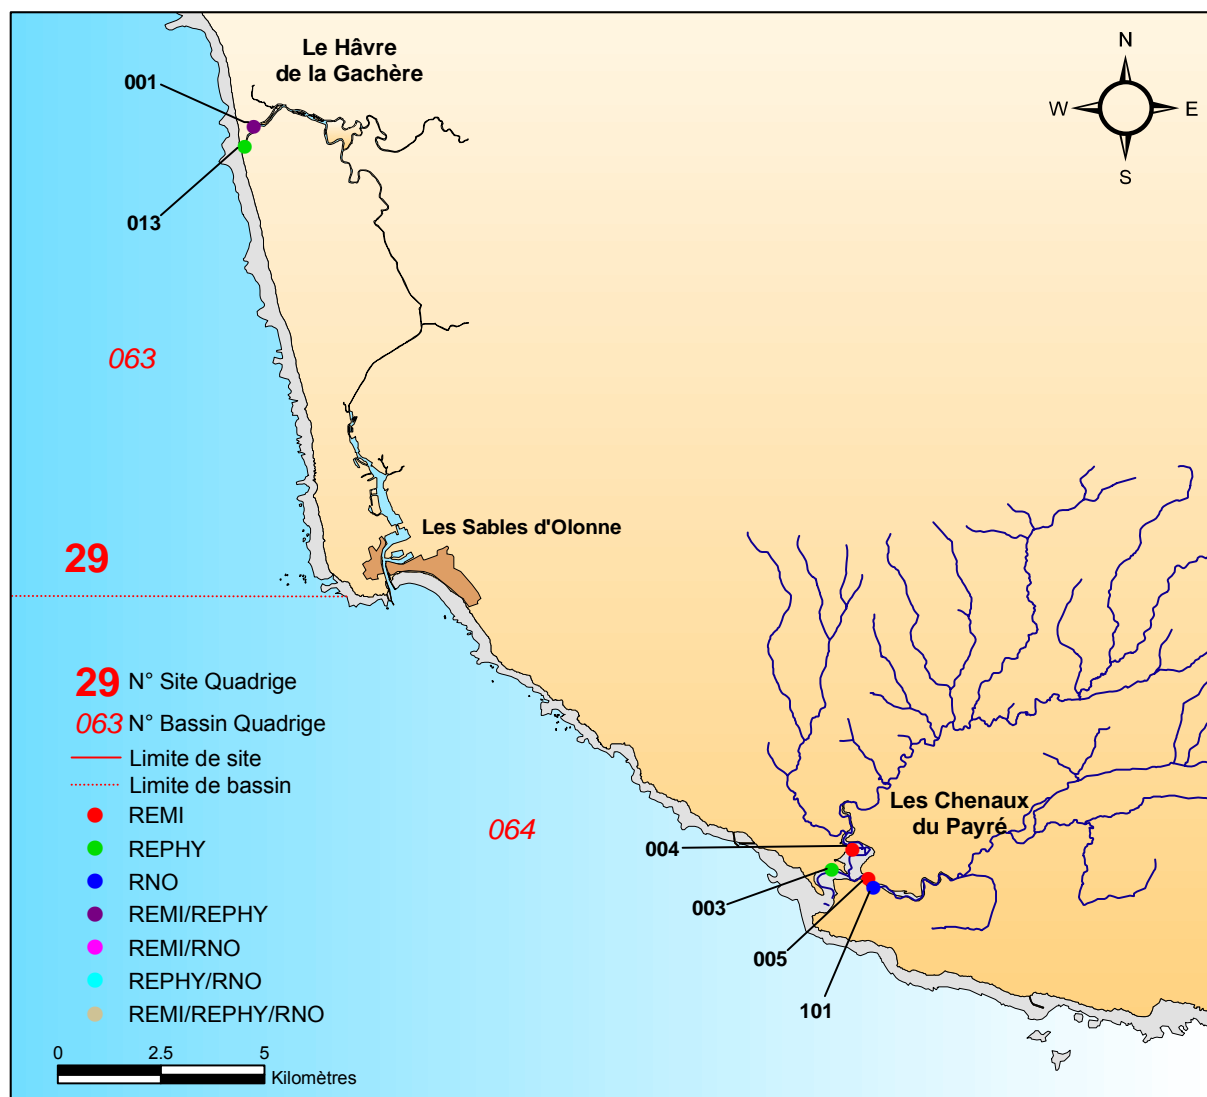 Le Hâvre
de la Gachère
001
013
N
W
E
S
063
Les Sables d'Olonne
29
29 N° Site Quadrige
063 N° Bassin Quadrige
Limite de site
Limite de bassin
REMI
REPHY
RNO
REMI/REPHY
REMI/RNO
REPHY/RNO
REMI/REPHY/RNO
0 2.5 5
Kilomètres
064
Les Chenaux
du Payré
004
003
005
101